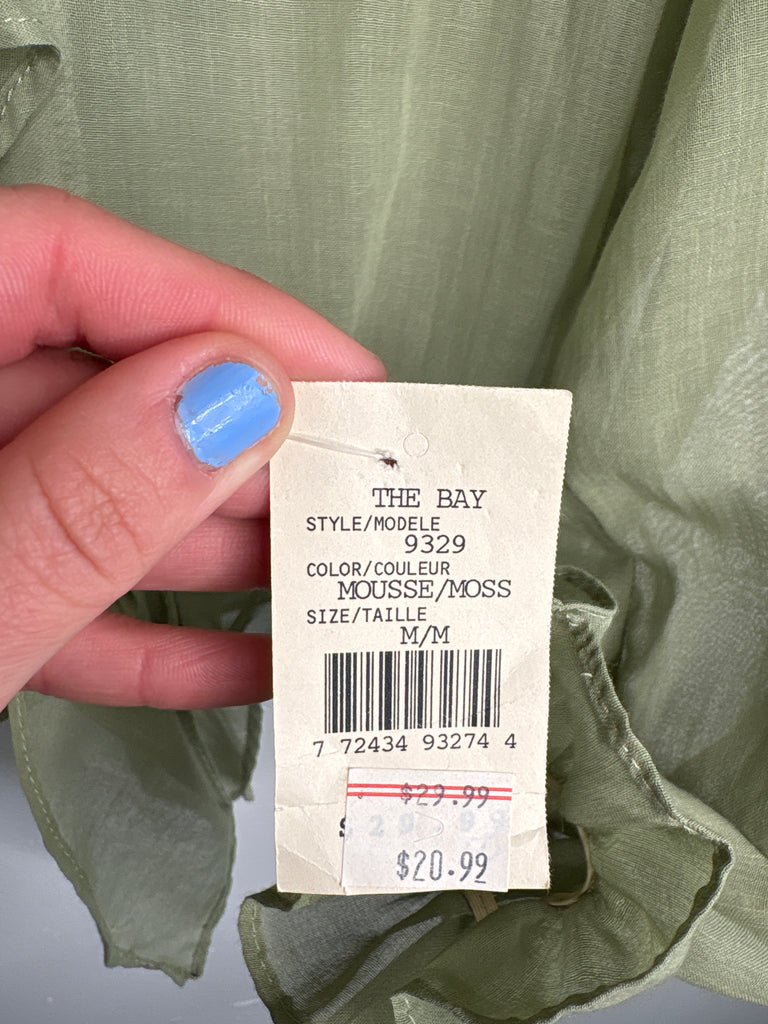 THE BAY
STYLE/MODELE
9329
COLOR/COULEUR
MOUSSE/MOSS
SIZE/TAILLE
M/M
7 72434 93274 4
$29.99
$20.99